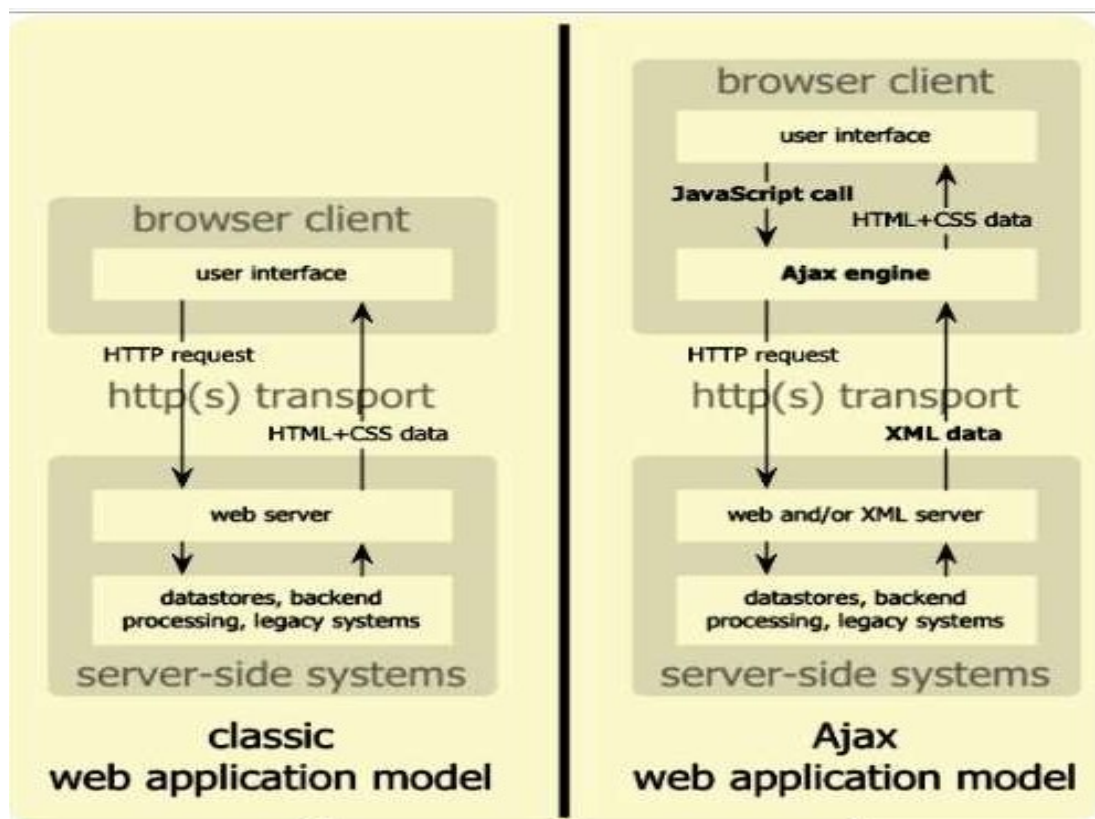 browser client
user interface
HTTP request
http(s) transport
HTML+CSS data
web server
datastores, backend
processing, legacy systems
server-side systems
classic
web application model
browser client
user interface
JavaScript call
HTML+CSS data
Ajax engine
HTTP request
http(s) transport
XML data
web and/or XML server
datastores, backend
processing, legacy systems
server-side systems
Ajax
web application model